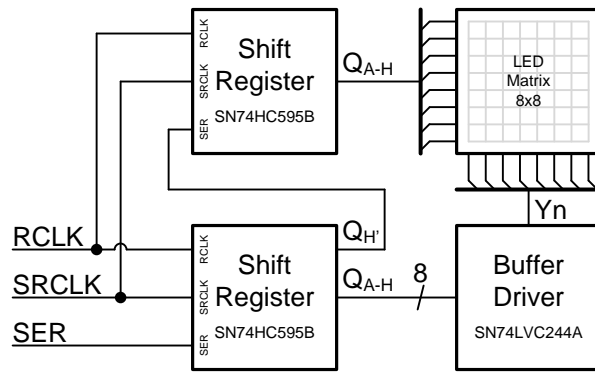 RCLK
SRCLK
SER
Shift
Register
SN74HC595B
QA-H
LED
Matrix
8x8
RCLK
SRCLK
SER
RCLK
SRCLK
SER
Shift
Register
SN74HC595B
QH'
QA-H
8
Yn
Buffer
Driver
SN74LVC244A